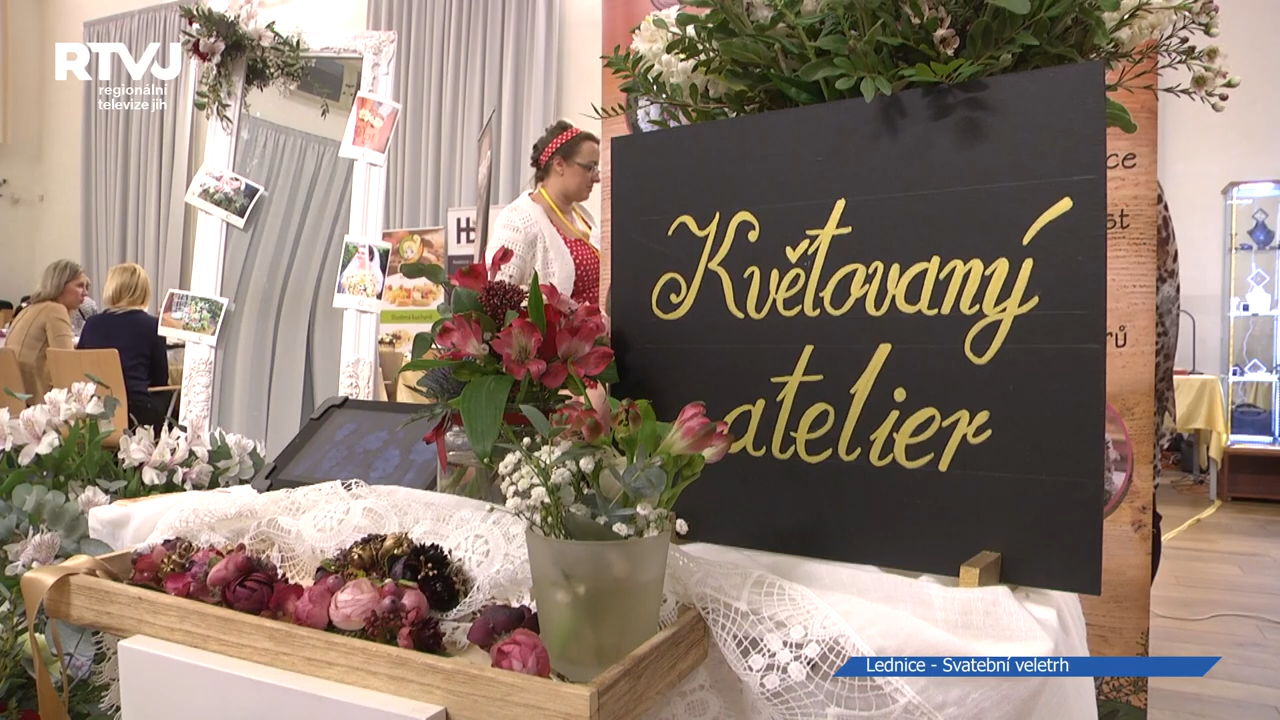 RTVJ
regionální
televize jih
Květovaný
atelier
Lednice - Svatební veletrh